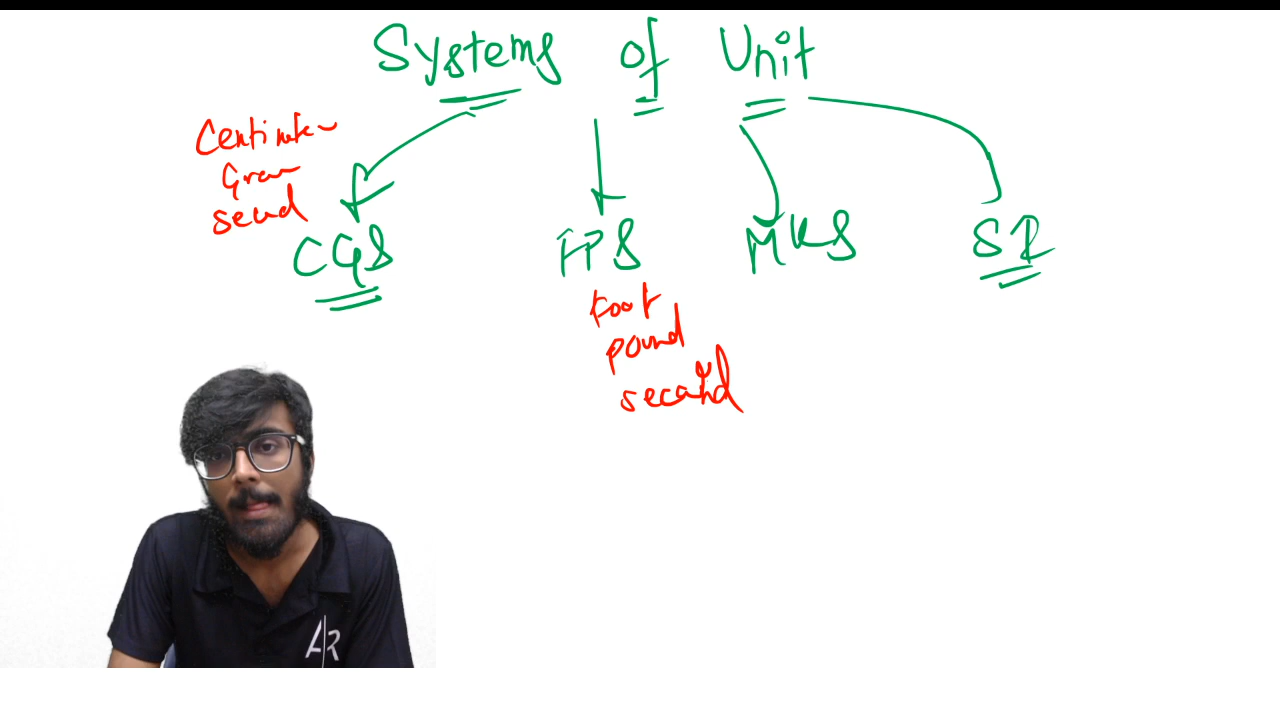 Systems of Unit
Centimeter
Gram
second
CGS
FPS
MKS
SI
Foot
pound
second
A|R